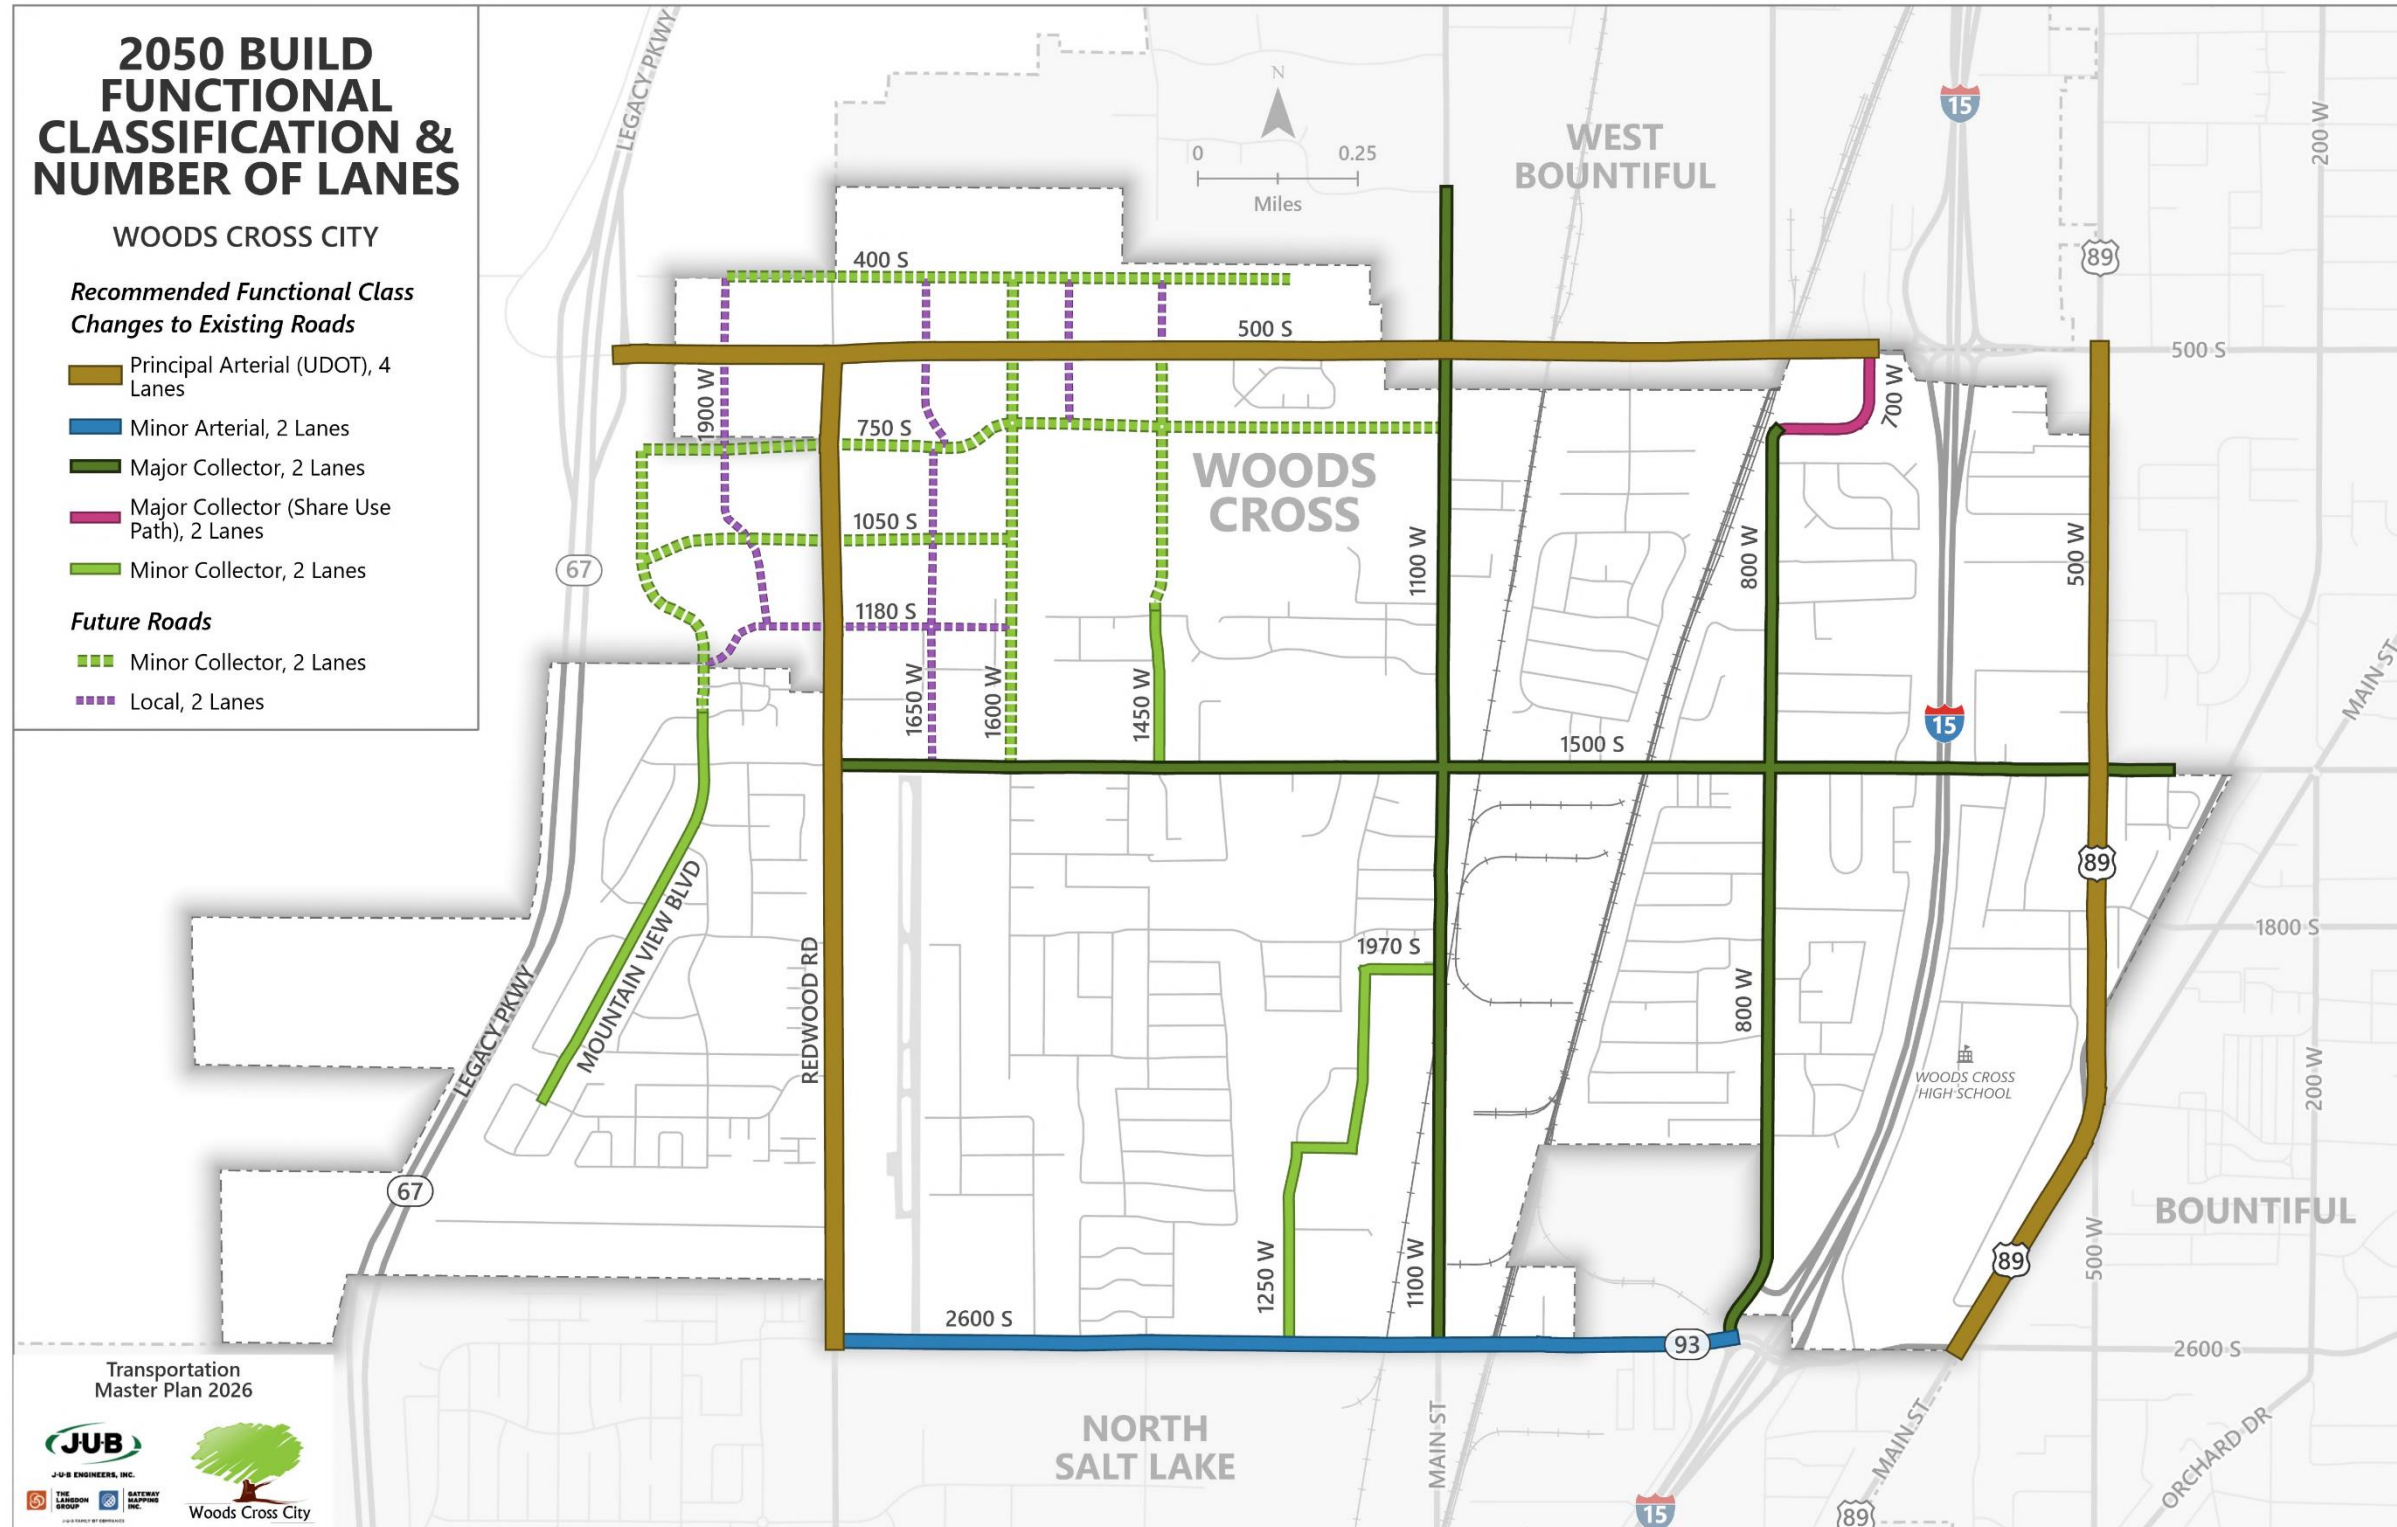 2050 BUILD
FUNCTIONAL
CLASSIFICATION &
NUMBER OF LANES
WOODS CROSS CITY
Recommended Functional Class
Changes to Existing Roads
Principal Arterial (UDOT), 4
Lanes
Minor Arterial, 2 Lanes
Major Collector, 2 Lanes
Major Collector (Share Use
Path), 2 Lanes
Minor Collector, 2 Lanes
Future Roads
Minor Collector, 2 Lanes
Local, 2 Lanes
LEGACY PKWY
N
0 0.25
Miles
WEST
BOUNTIFUL
15
200 W
89
400 S
500 S
500 S
1900 W
700 W
750 S
WOODS
CROSS
1050 S
1100 W
800 W
500 W
67
1180 S
1650 W
1600 W
1450 W
MAIN ST
15
1500 S
89
MOUNTAIN VIEW BLVD
REDWOOD RD
1970 S
1800 S
800 W
LEGACY PKWY
WOODS CROSS
HIGH SCHOOL
200 W
67
BOUNTIFUL
1250 W
1100 W
89
500 W
2600 S
93
2600 S
NORTH
SALT LAKE
MAIN ST
MAIN ST
ORCHARD DR
15
89
Transportation
Master Plan 2026
J·U·B
J·U·B ENGINEERS, INC.
THE
LANGDON
GROUP
GATEWAY
MAPPING
INC.
Woods Cross City